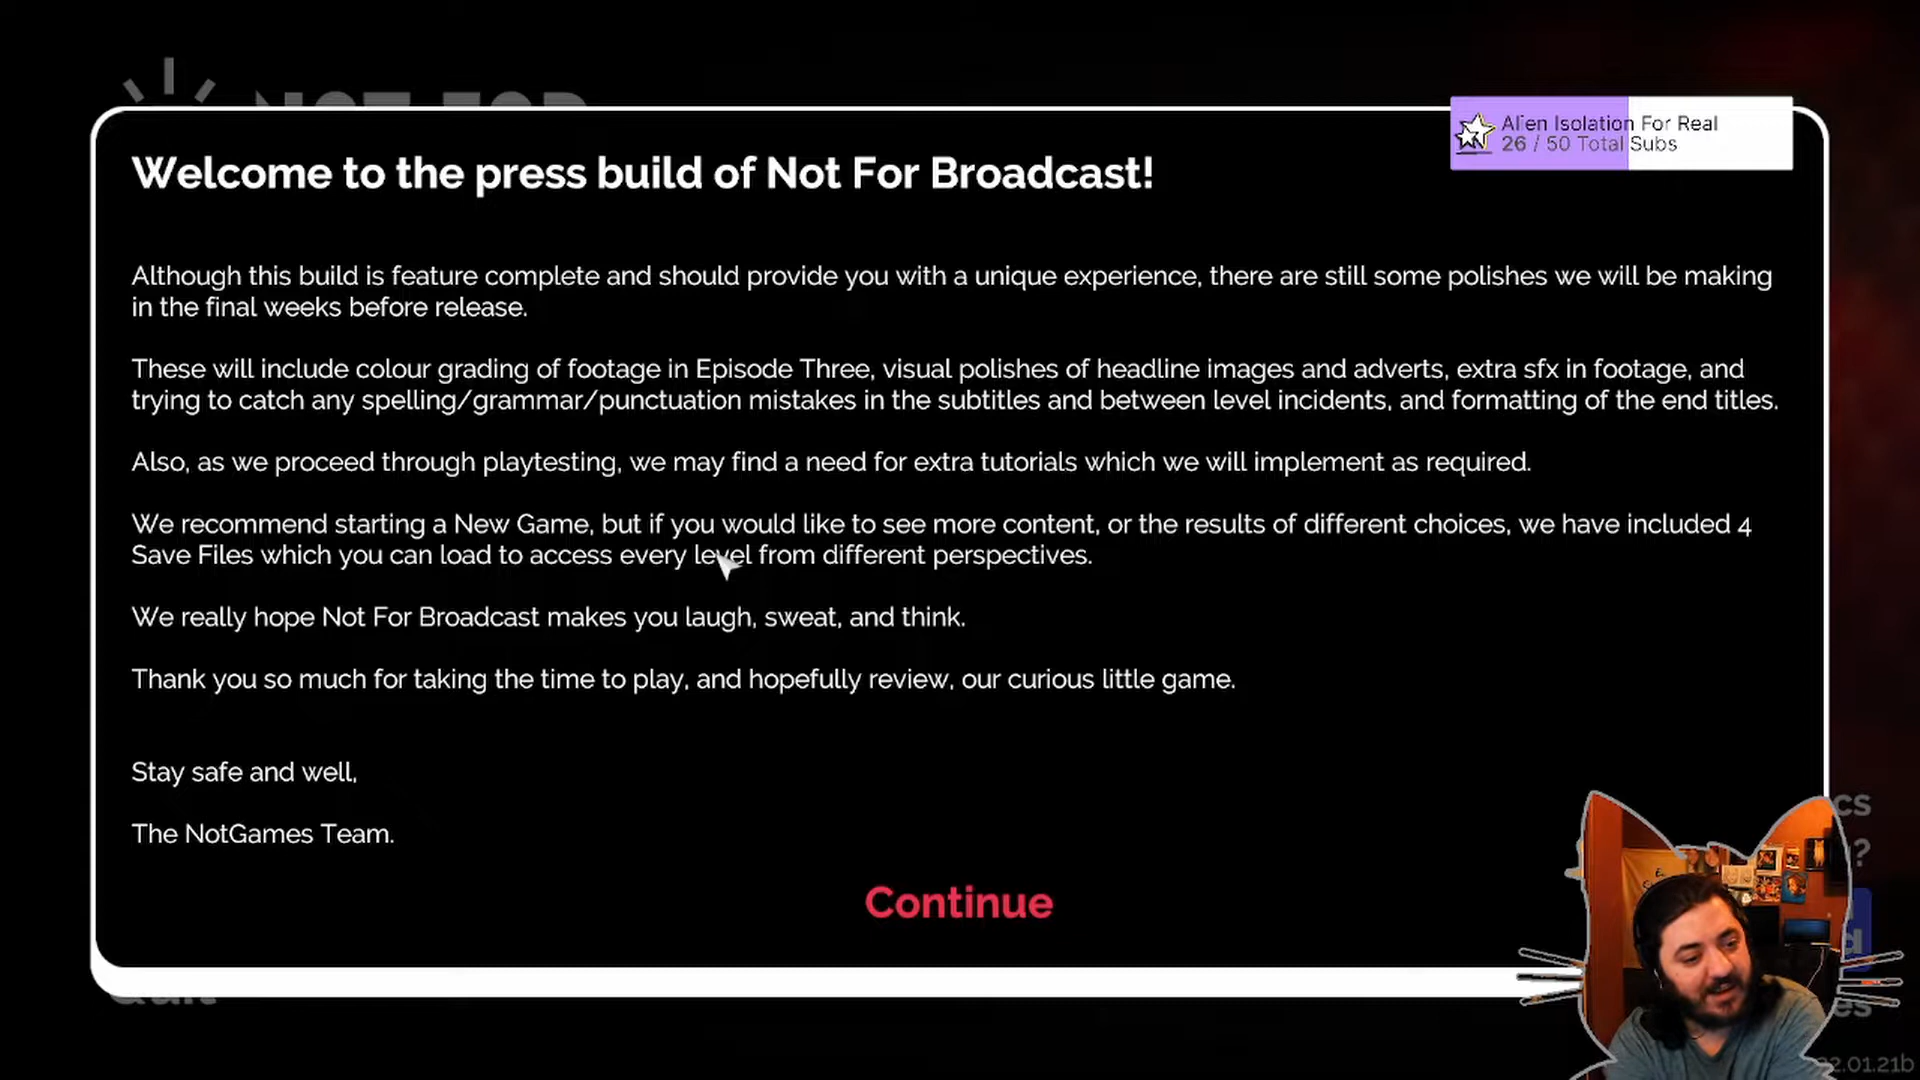 NOT FOR
Alien Isolation For Real
26 / 50 Total Subs
Welcome to the press build of Not For Broadcast!
Although this build is feature complete and should provide you with a unique experience, there are still some polishes we will be making
in the final weeks before release.
These will include colour grading of footage in Episode Three, visual polishes of headline images and adverts, extra sfx in footage, and
trying to catch any spelling/grammar/punctuation mistakes in the subtitles and between level incidents, and formatting of the end titles.
Also, as we proceed through playtesting, we may find a need for extra tutorials which we will implement as required.
We recommend starting a New Game, but if you would like to see more content, or the results of different choices, we have included 4
Save Files which you can load to access every level from different perspectives.
We really hope Not For Broadcast makes you laugh, sweat, and think.
Thank you so much for taking the time to play, and hopefully review, our curious little game.
Stay safe and well,
The NotGames Team.
Continue
Quit